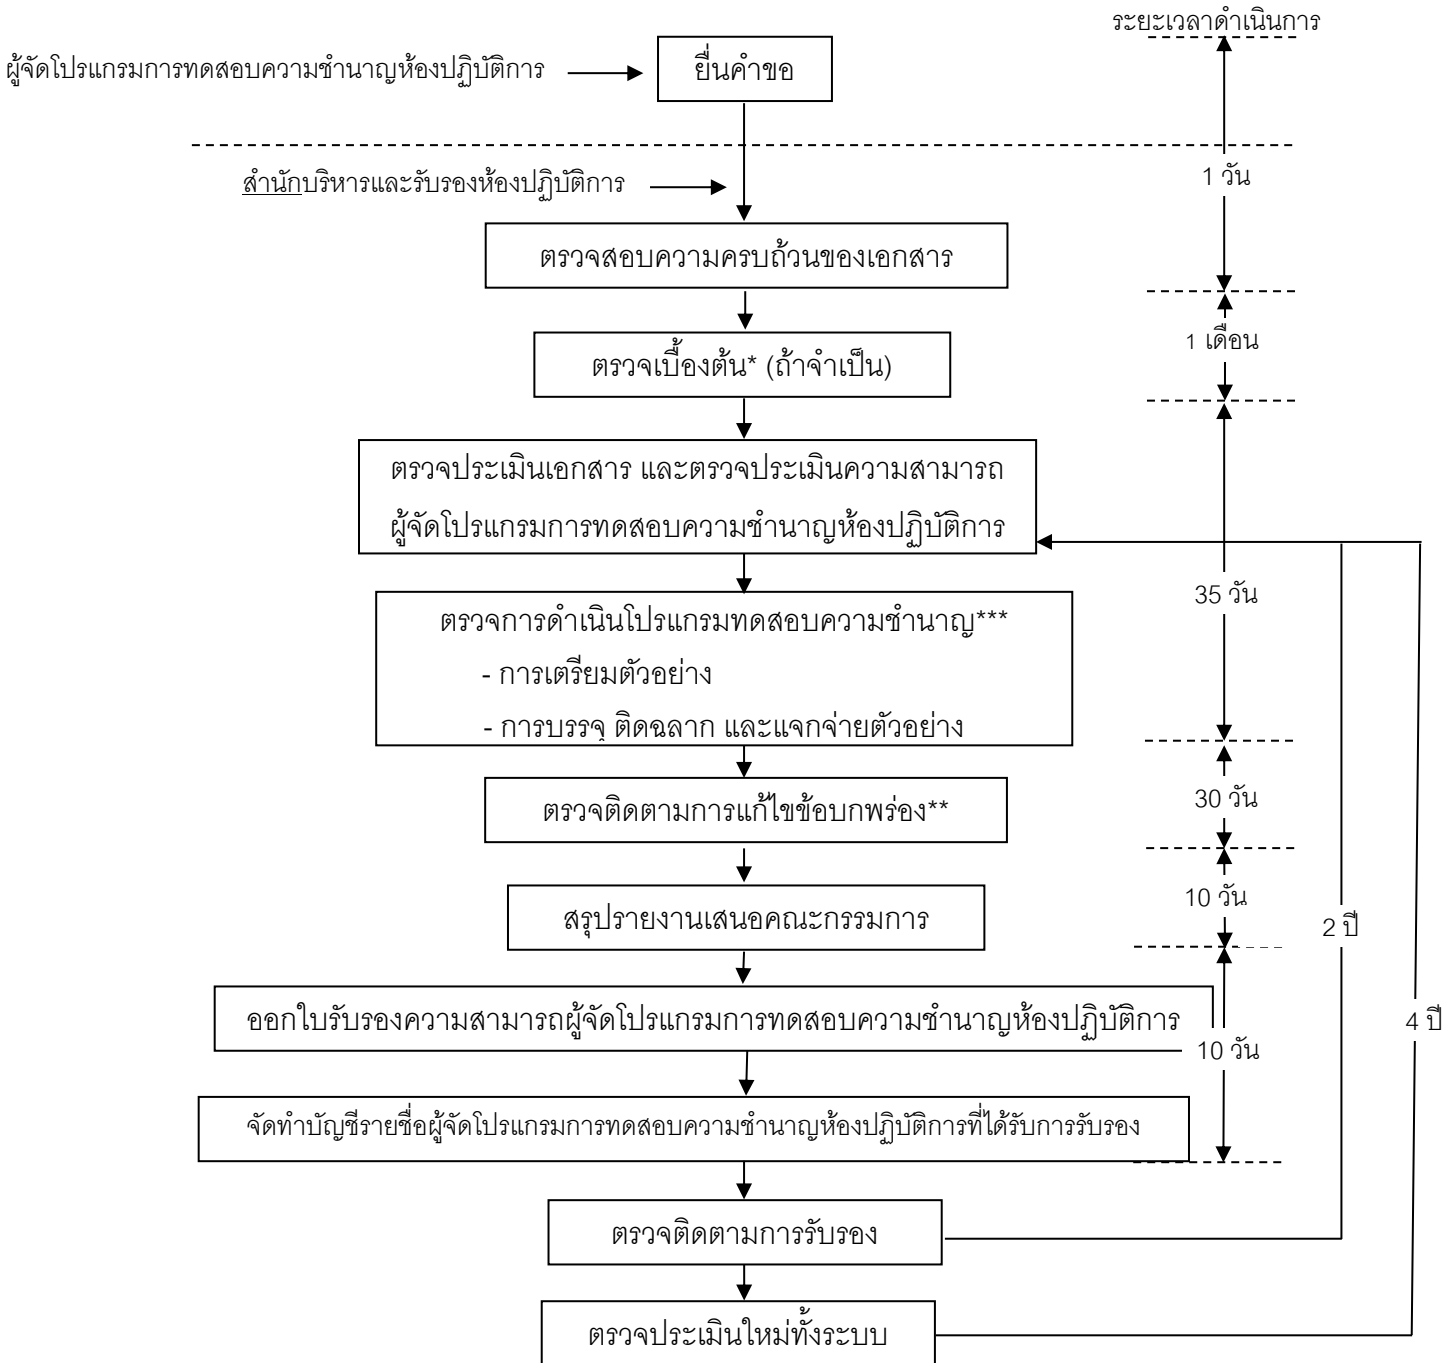 ระยะเวลาดำเนินการ
ผู้จัดโปรแกรมการทดสอบความชำนาญห้องปฏิบัติการ
ยื่นคำขอ
สำนักบริหารและรับรองห้องปฏิบัติการ
1 วัน
ตรวจสอบความครบถ้วนของเอกสาร
1 เดือน
ตรวจเบื้องต้น* (ถ้าจำเป็น)
ตรวจประเมินเอกสาร และตรวจประเมินความสามารถ
ผู้จัดโปรแกรมการทดสอบความชำนาญห้องปฏิบัติการ
35 วัน
ตรวจการดำเนินโปรแกรมทดสอบความชำนาญ***
- การเตรียมตัวอย่าง
- การบรรจุ ติดฉลาก และแจกจ่ายตัวอย่าง
30 วัน
ตรวจติดตามการแก้ไขข้อบกพร่อง**
10 วัน
สรุปรายงานเสนอคณะกรรมการ
2 ปี
ออกใบรับรองความสามารถผู้จัดโปรแกรมการทดสอบความชำนาญห้องปฏิบัติการ
4 ปี
10 วัน
จัดทำบัญชีรายชื่อผู้จัดโปรแกรมการทดสอบความชำนาญห้องปฏิบัติการที่ได้รับการรับรอง
ตรวจติดตามการรับรอง
ตรวจประเมินใหม่ทั้งระบบ